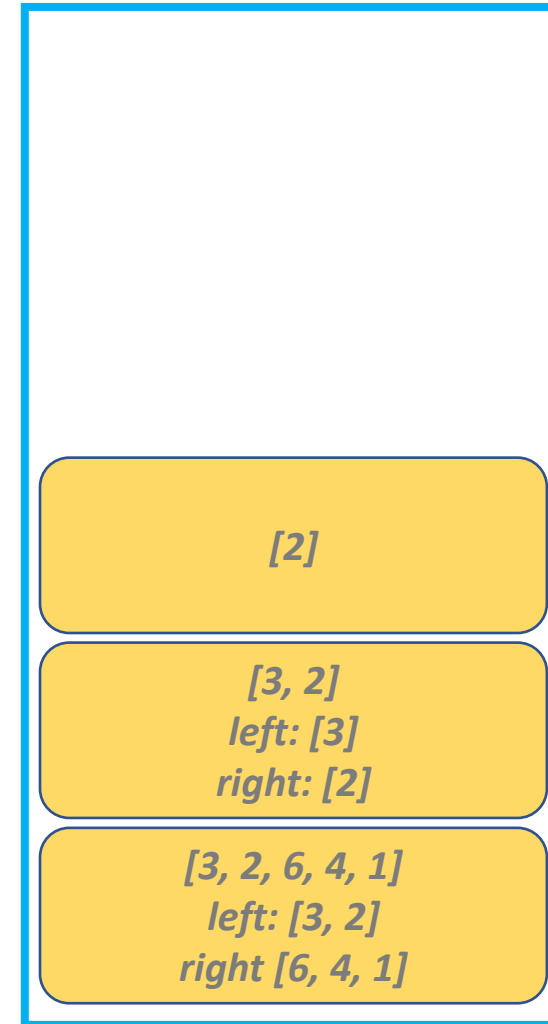 [2]
[3, 2]
left: [3]
right: [2]
[3, 2, 6, 4, 1]
left: [3, 2]
right [6, 4, 1]